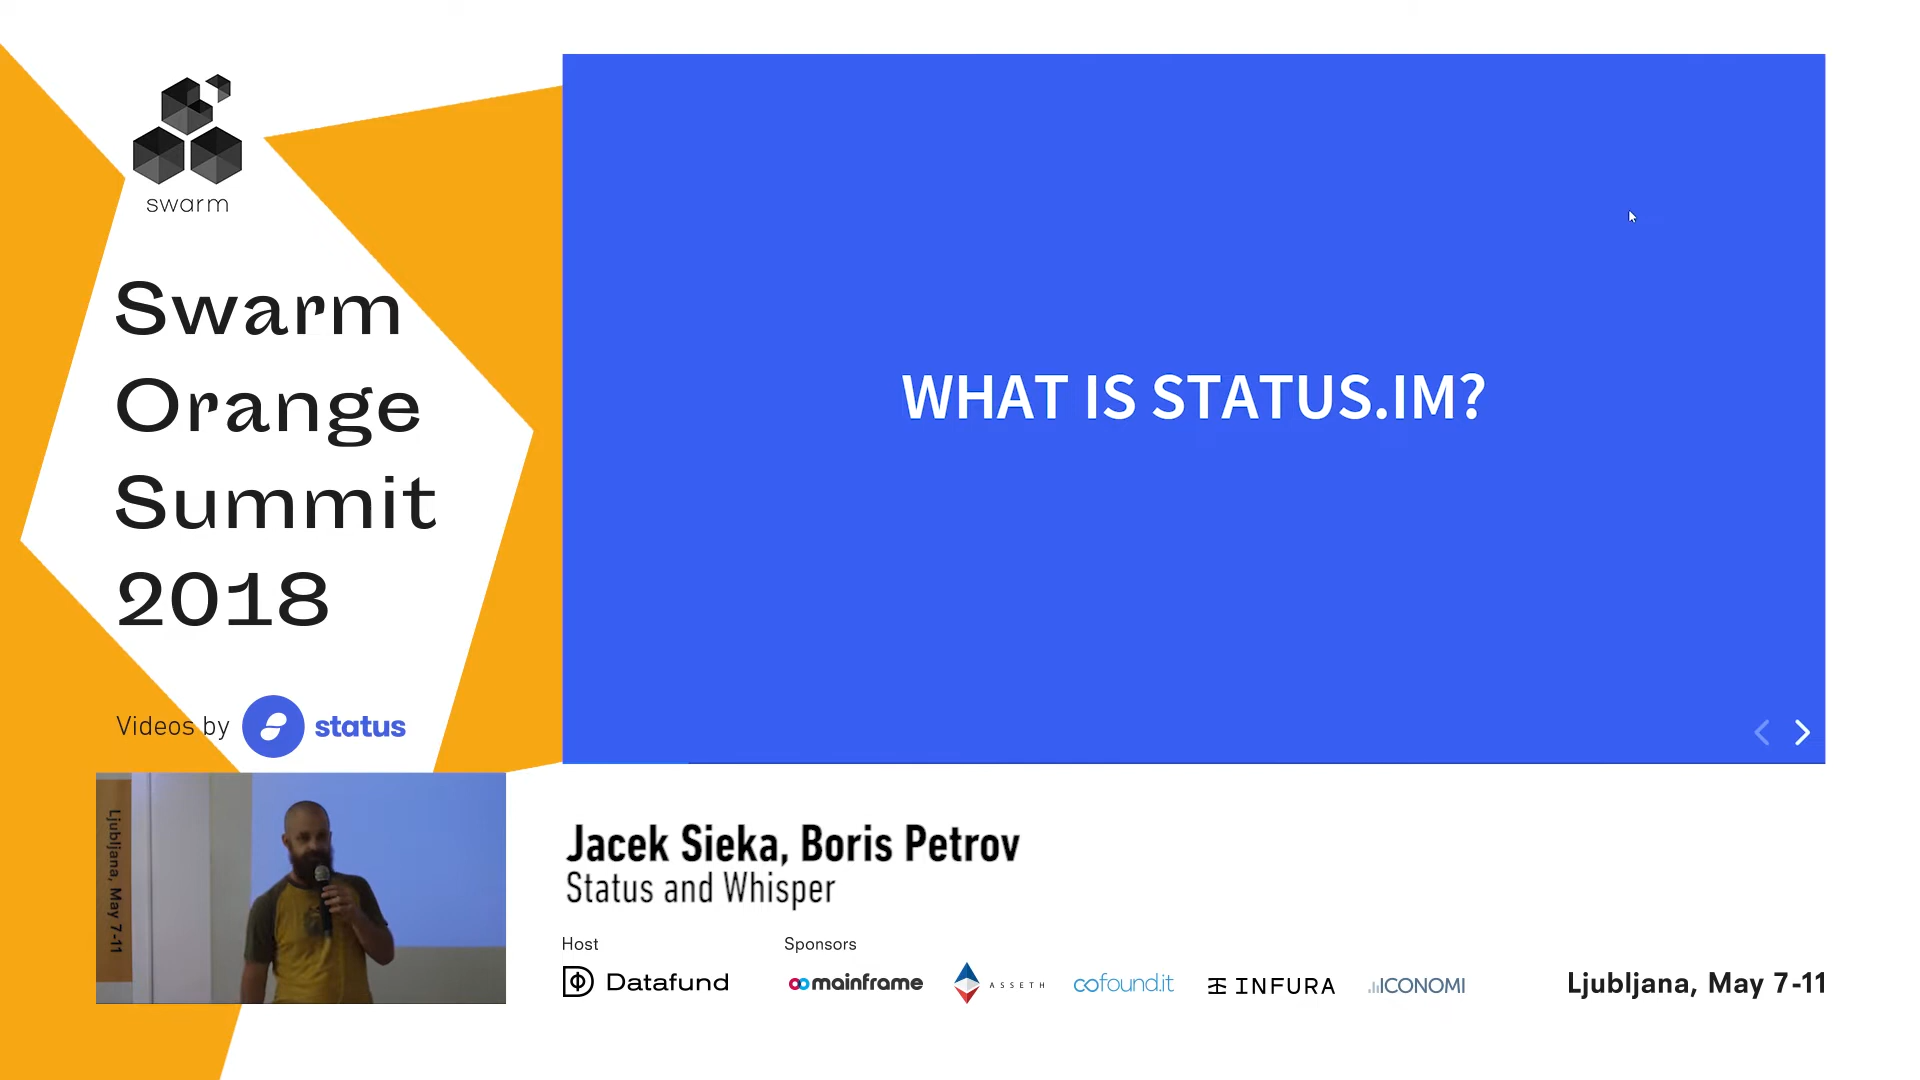 swarm
Swarm
Orange
Summit
2018
Videos by status
WHAT IS STATUS.IM?
Ljubljana, May 7-11
Jacek Sieka, Boris Petrov
Status and Whisper
Host
Datafund
Sponsors
mainframe
ASSETH
cofound.it
INFURA
ICONOMI
Ljubljana, May 7-11